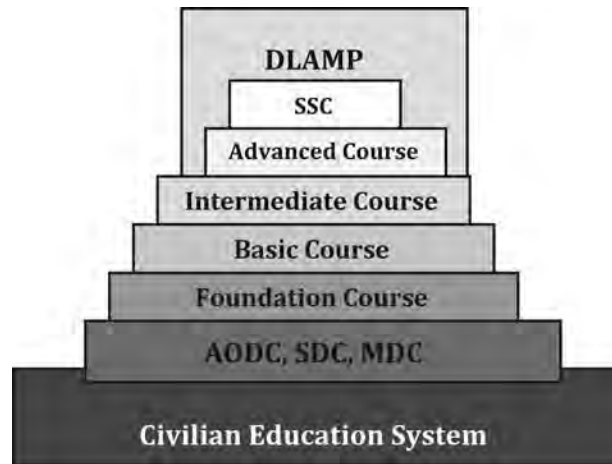 DLAMP
SSC
Advanced Course
Intermediate Course
Basic Course
Foundation Course
AODC, SDC, MDC
Civilian Education System